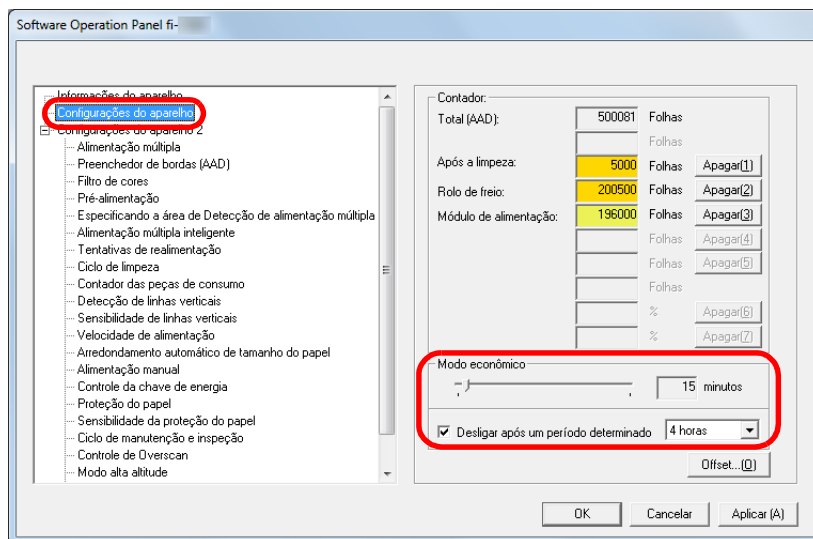 Software Operation Panel fi-
Informações do aparelho
Configurações do aparelho
Configurações do aparelho 2
Alimentação múltipla
Preenchedor de bordas (AAD)
Filtro de cores
Pré-alimentação
Especificando a área de Detecção de alimentação múltipla
Alimentação múltipla inteligente
Tentativas de realimentação
Ciclo de limpeza
Contador das peças de consumo
Detecção de linhas verticais
Sensibilidade de linhas verticais
Velocidade de alimentação
Arredondamento automático de tamanho do papel
Alimentação manual
Controle da chave de energia
Proteção do papel
Sensibilidade da proteção do papel
Ciclo de manutenção e inspeção
Controle de Overscan
Modo alta altitude
Contador:
Total (AAD): 500081 Folhas
Folhas
Após a limpeza: 5000 Folhas Apagar(1)
Rolo de freio: 200500 Folhas Apagar(2)
Módulo de alimentação: 196000 Folhas Apagar(3)
Folhas Apagar(4)
Folhas Apagar(5)
Folhas
% Apagar(6)
% Apagar(7)
Modo econômico
15 minutos
Desligar após um período determinado 4 horas
Offset...(O)
OK Cancelar Aplicar (A)